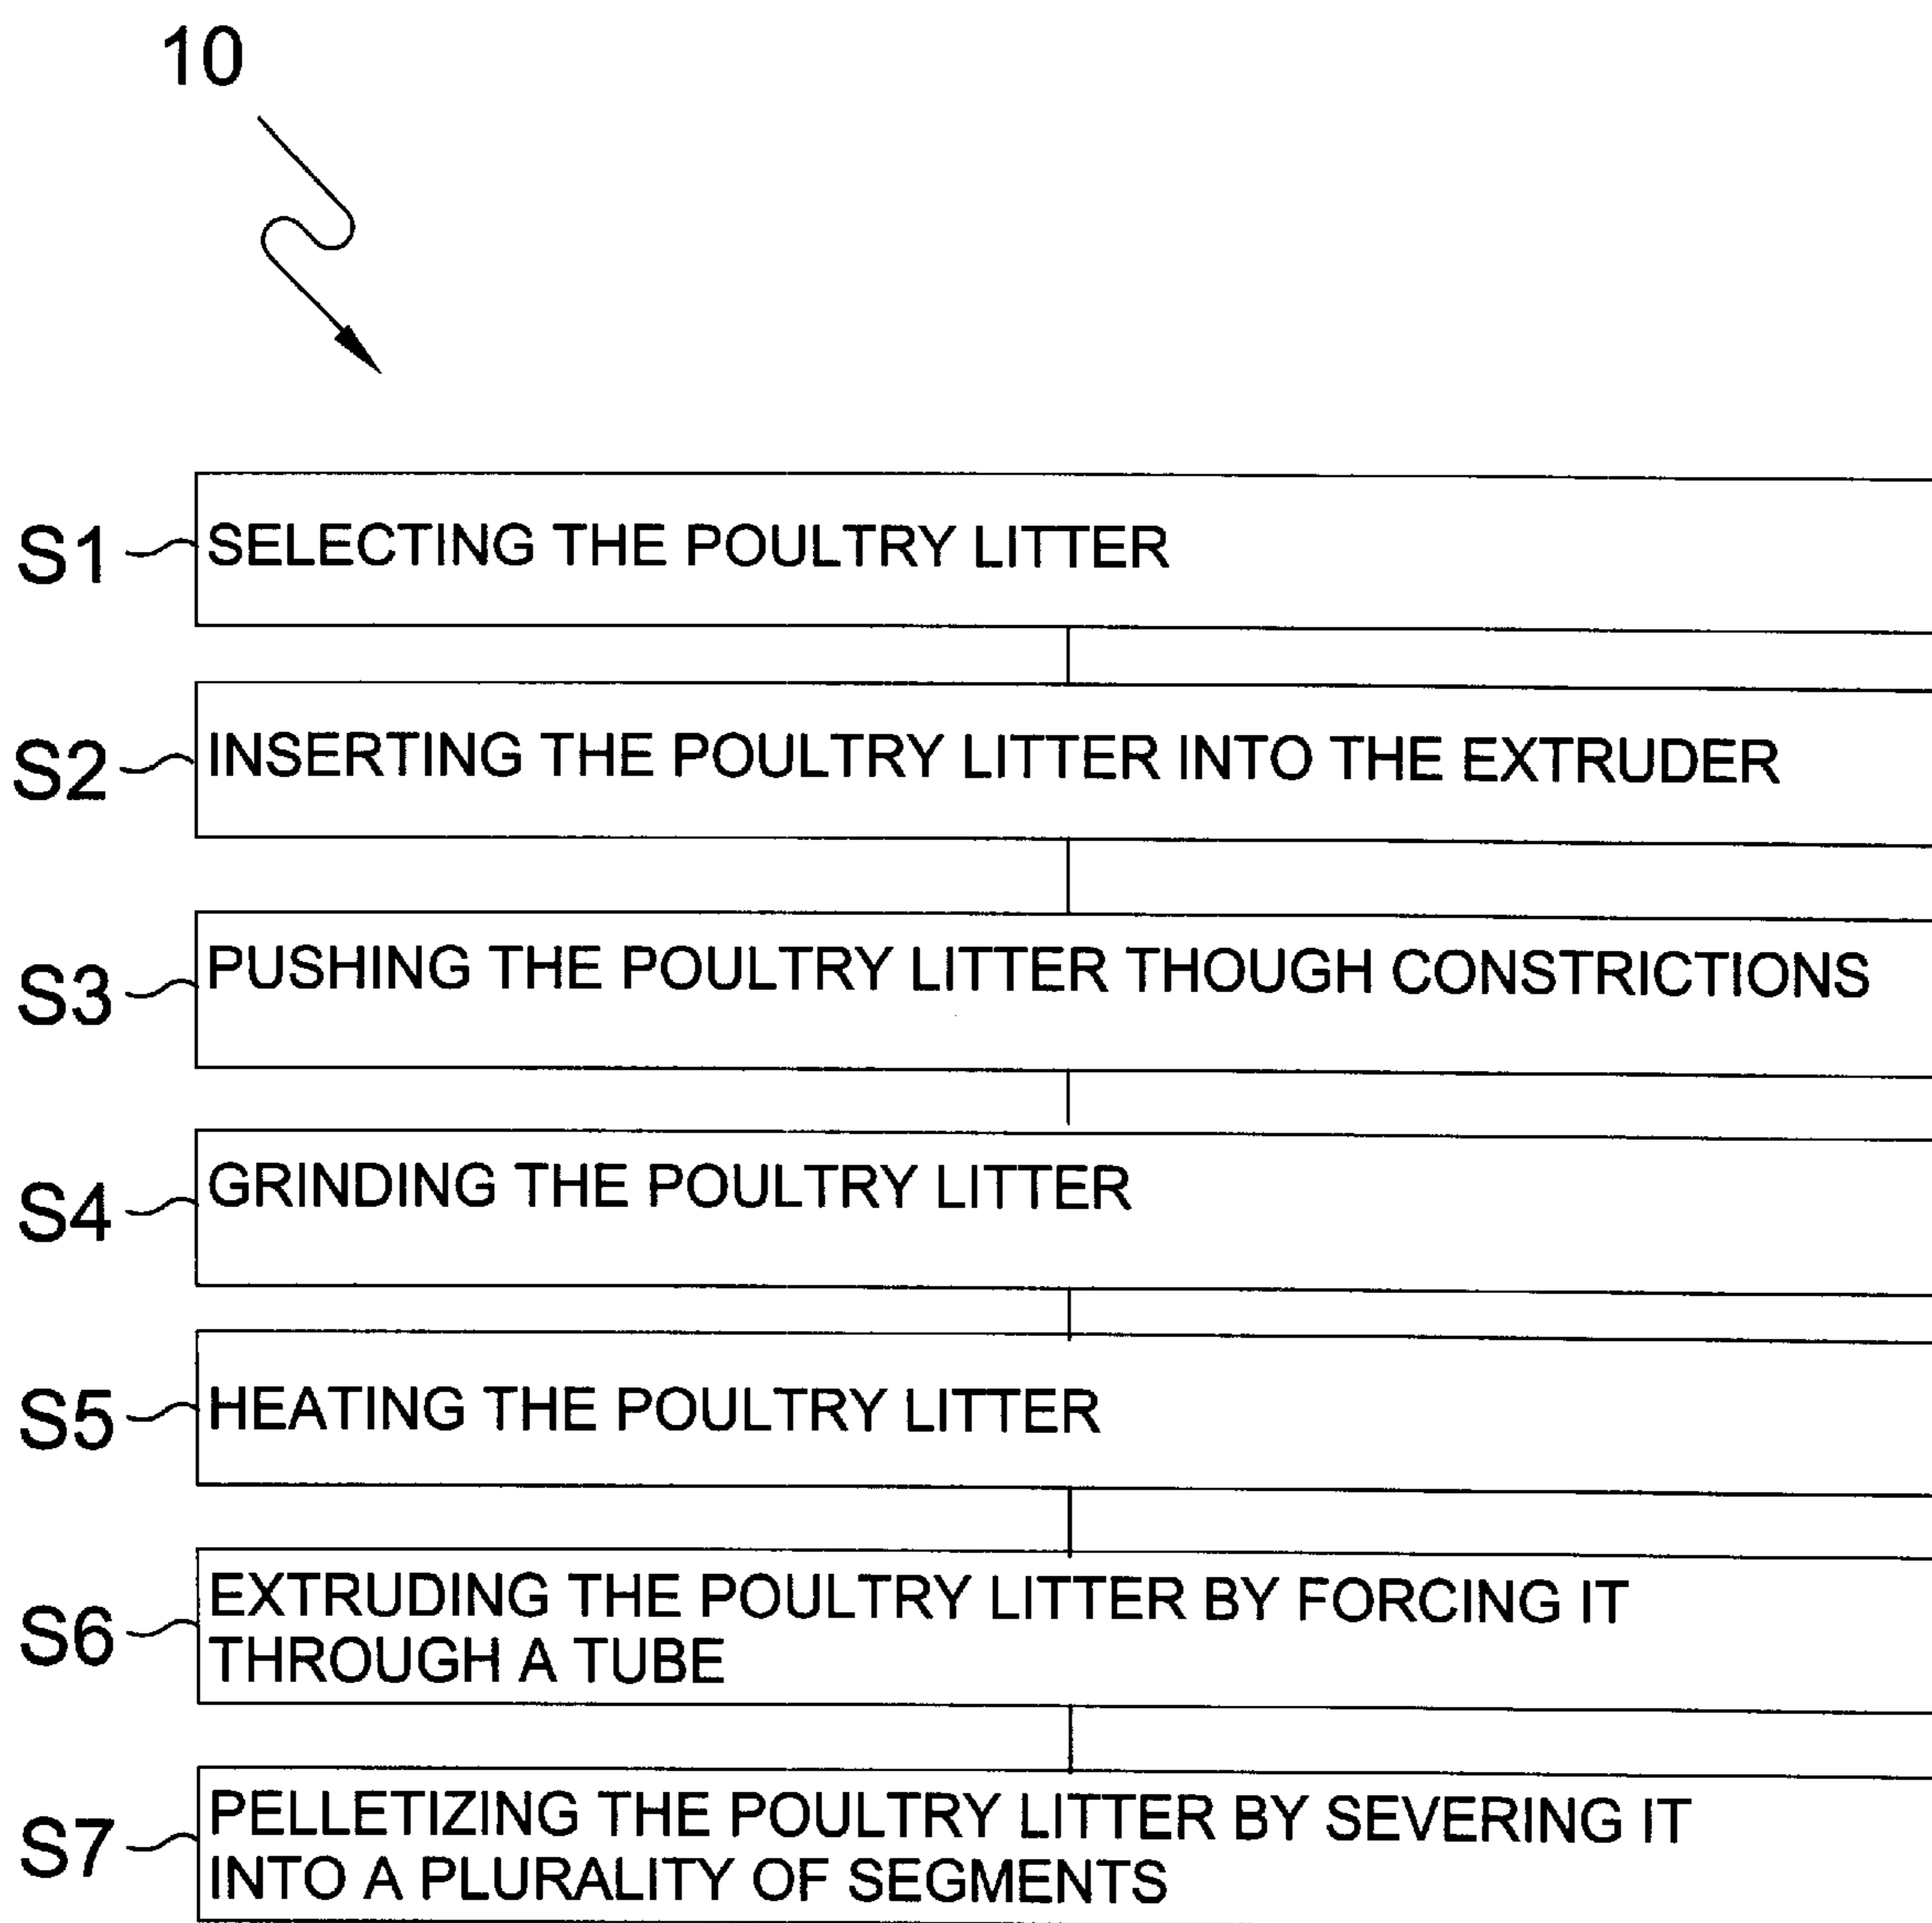 10
S1 SELECTING THE POULTRY LITTER
S2 INSERTING THE POULTRY LITTER INTO THE EXTRUDER
S3 PUSHING THE POULTRY LITTER THOUGH CONSTRICTIONS
S4 GRINDING THE POULTRY LITTER
S5 HEATING THE POULTRY LITTER
S6 EXTRUDING THE POULTRY LITTER BY FORCING IT
THROUGH A TUBE
S7 PELLETIZING THE POULTRY LITTER BY SEVERING IT
INTO A PLURALITY OF SEGMENTS